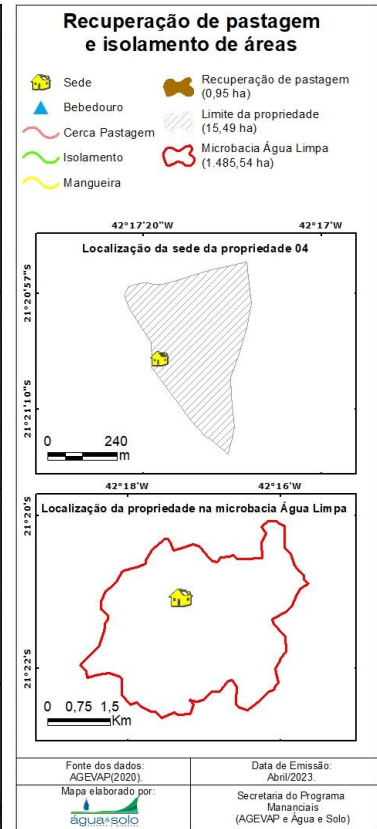 Recuperação de pastagem
e isolamento de áreas
Sede
Bebedouro
Cerca Pastagem
Isolamento
Mangueira
Recuperação de pastagem
(0,95 ha)
Limite da propriedade
(15,49 ha)
Microbacia Água Limpa
(1.485,54 ha)
42°17'20"W 42°17'W
Localização da sede da propriedade 04
21°20'57"S
21°21'10"S
0 240
m
42°18'W 42°16'W
Localização da propriedade na microbacia Água Limpa
21°20'S
21°22'S
0 0,75 1,5
Km
Fonte dos dados:
AGEVAP(2020).
Data de Emissão:
Abril/2023.
Mapa elaborado por:
água&solo
Secretaria do Programa
Mananciais
(AGEVAP e Água e Solo)